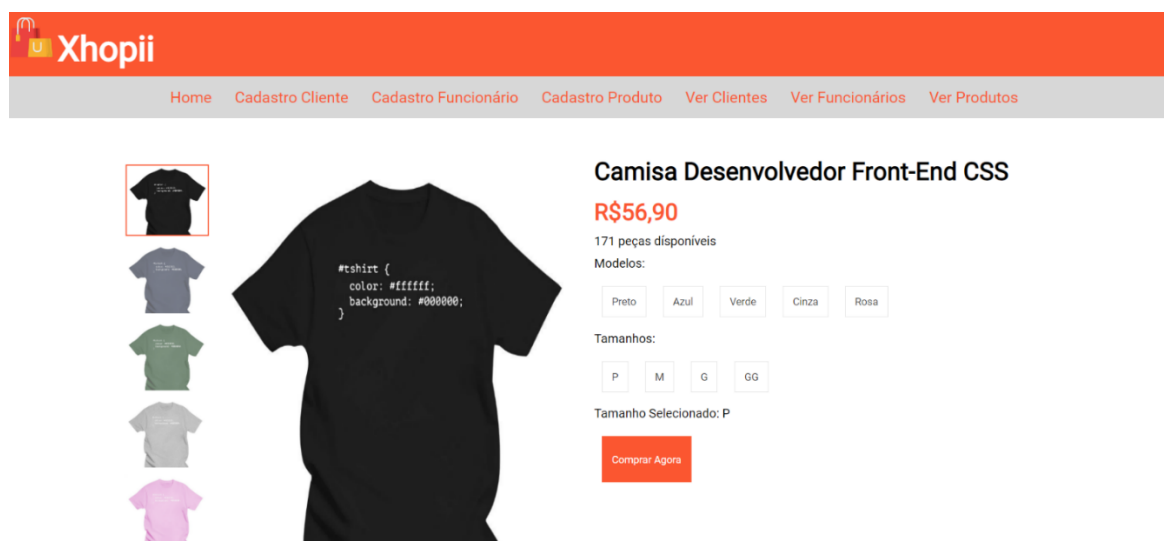 U
Xhopii
Home Cadastro Cliente Cadastro Funcionário Cadastro Produto Ver Clientes Ver Funcionários Ver Produtos
#tshirt {
color: #ffffff;
background: #000000;
}
Camisa Desenvolvedor Front-End CSS
R$56,90
171 peças dísponíveis
Modelos:
Preto Azul Verde Cinza Rosa
Tamanhos:
P M G GG
Tamanho Selecionado: P
Comprar Agora